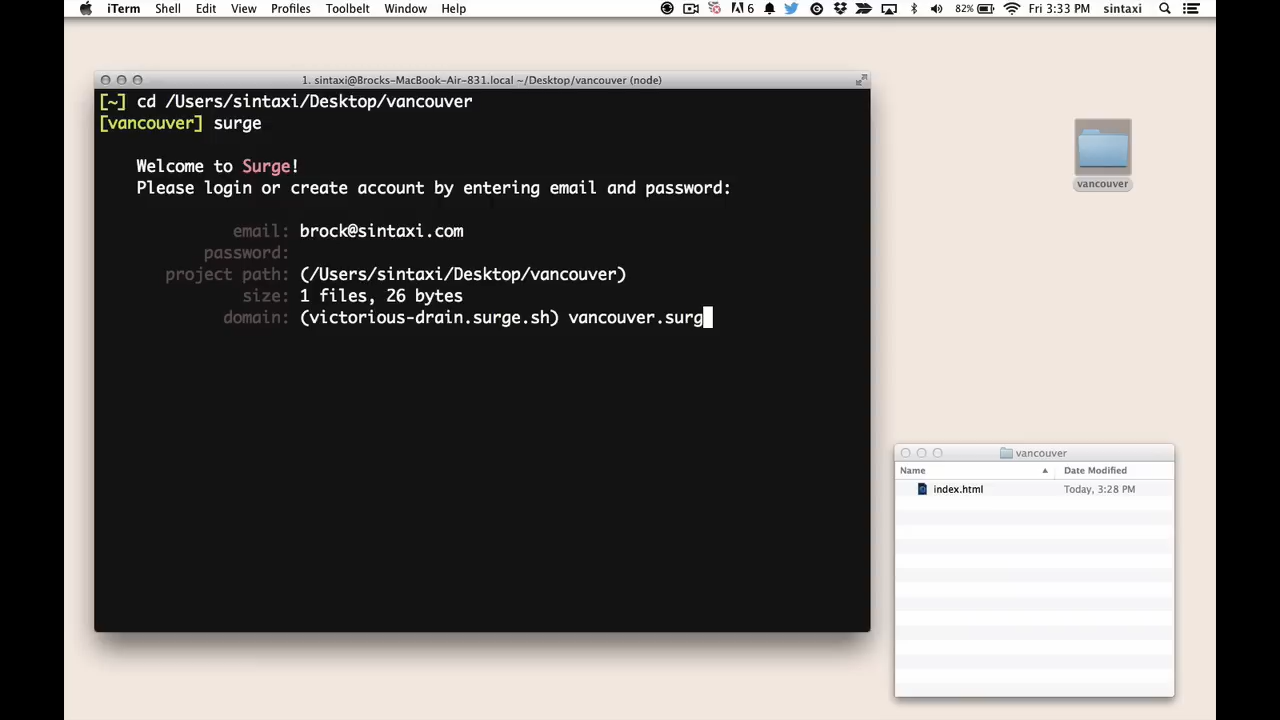 iTerm Shell Edit View Profiles Toolbelt Window Help 6 82% Fri 3:33 PM sintaxi
1. sintaxi@Brocks-MacBook-Air-831.local ~/Desktop/vancouver (node)
[~] cd /Users/sintaxi/Desktop/vancouver
[vancouver] surge
Welcome to Surge!
Please login or create account by entering email and password:
email: brock@sintaxi.com
password:
project path: (/Users/sintaxi/Desktop/vancouver)
size: 1 files, 26 bytes
domain: (victorious-drain.surge.sh) vancouver.surg
vancouver
vancouver
Name Date Modified
index.html Today, 3:28 PM